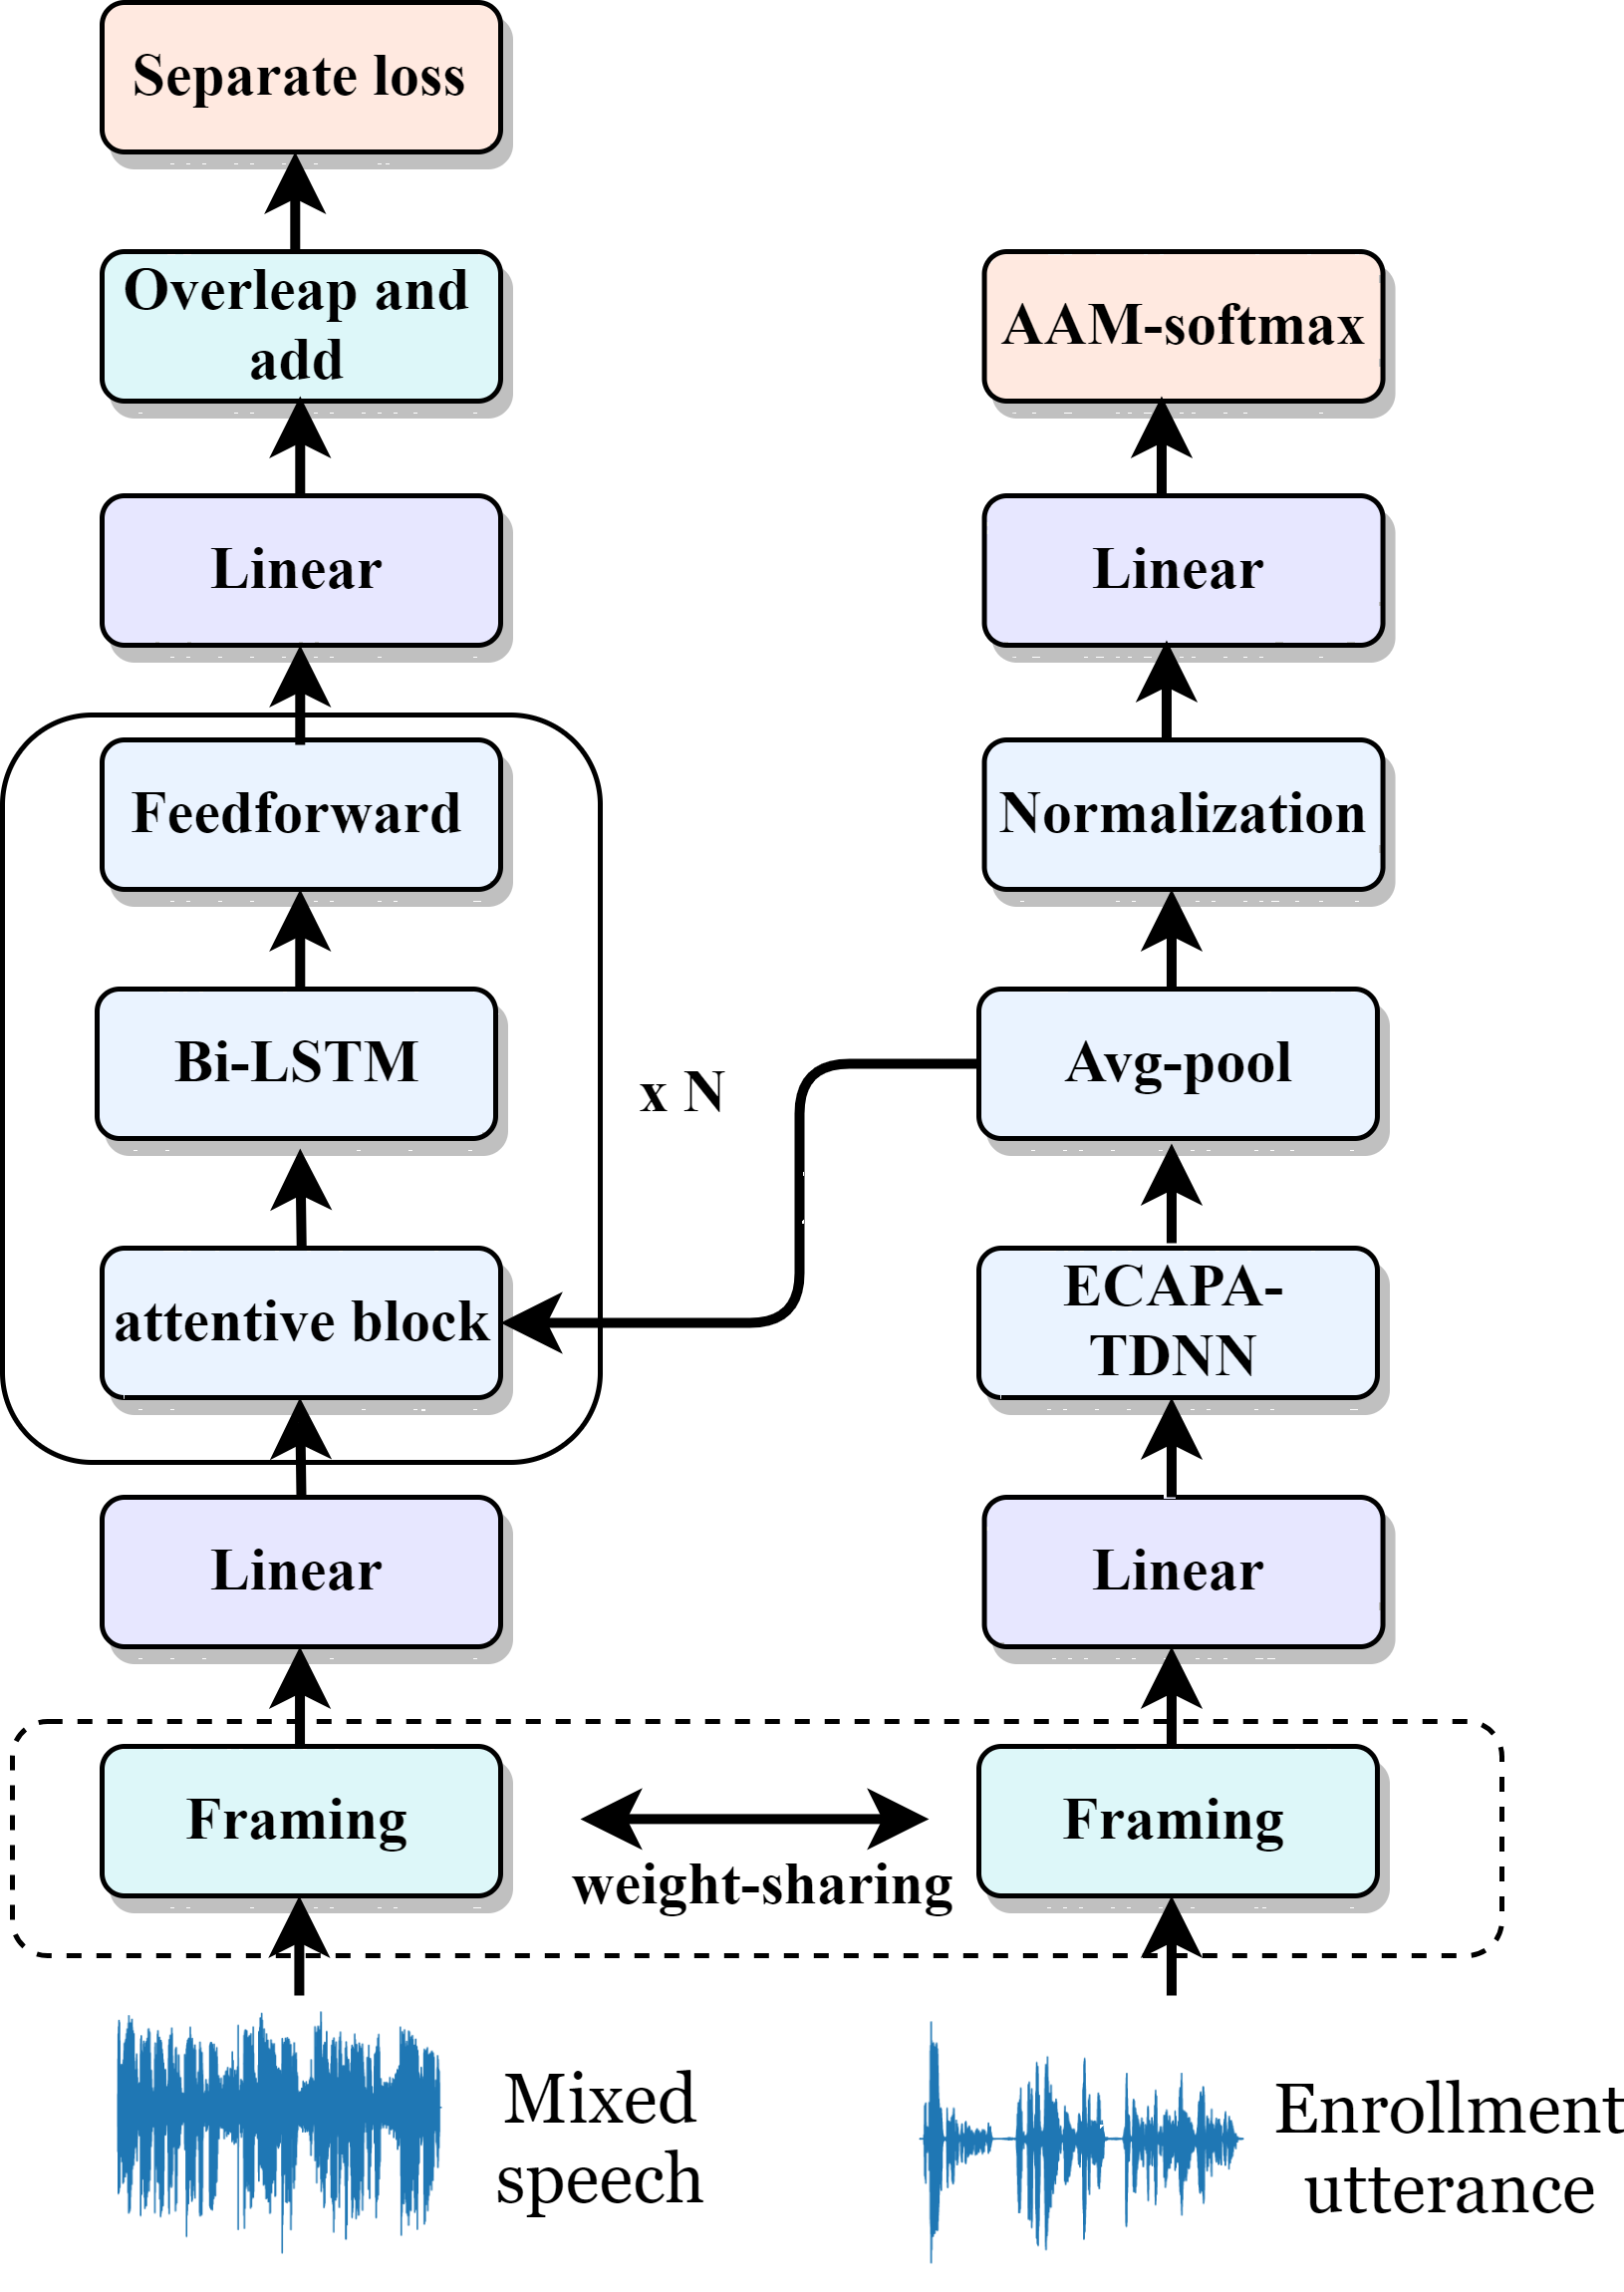 Separate loss
Overleap and
add
AAM-softmax
Linear
Linear
Feedforward
Normalization
Bi-LSTM
x N
Avg-pool
attentive block
ECAPA-
TDNN
Linear
Linear
Framing
weight-sharing
Framing
Mixed
speech
Enrollment
utterance